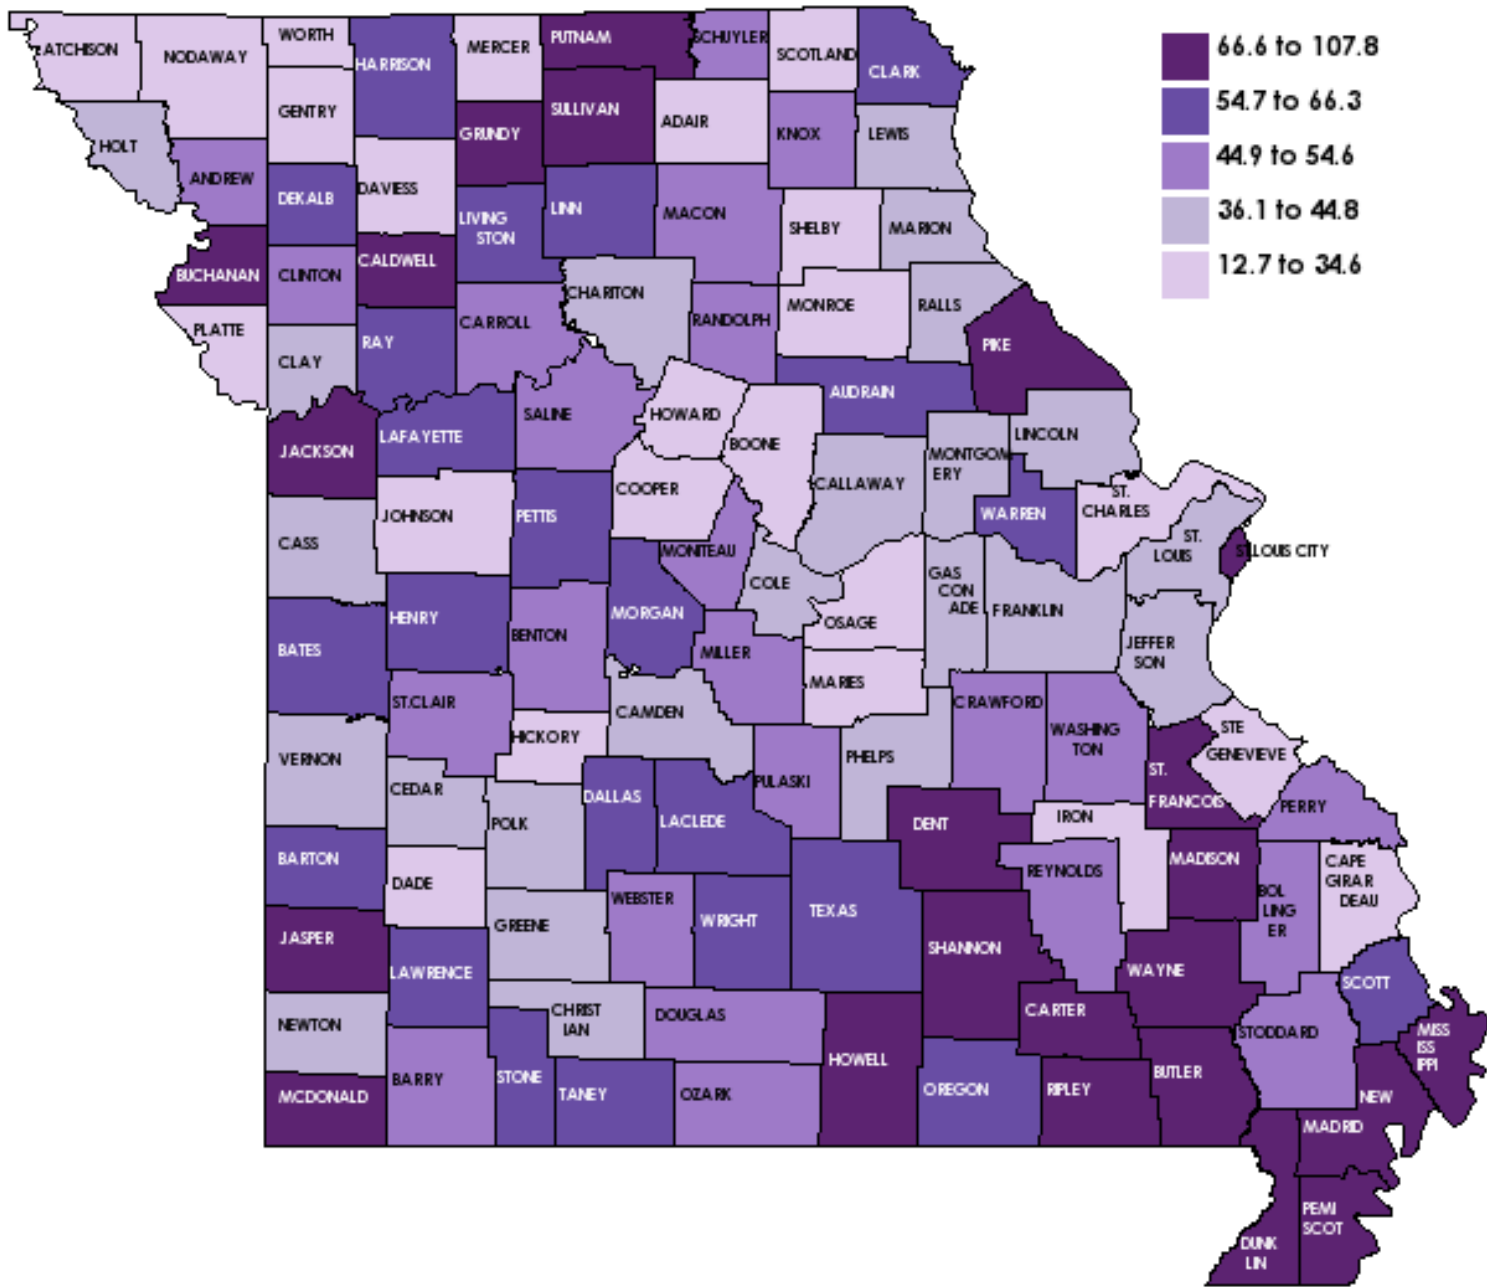 ATCHISON
NODAWAY
WORTH
HARRISON
MERCER
PUTNAM
SCHUYLER
SCOTLAND
CLARK
66.6 to 107.8
54.7 to 66.3
44.9 to 54.6
36.1 to 44.8
12.7 to 34.6
HOLT
GENTRY
GRUNDY
SULLIVAN
ADAIR
KNOX
LEWIS
ANDREW
DEKALB
DAVIESS
LIVING
STON
LINN
MACON
SHELBY
MARION
BUCHANAN
CLINTON
CALDWELL
CHARITON
RANDOLPH
MONROE
RALLS
PLATTE
CLAY
RAY
CARROLL
PIKE
AUDRAIN
SALINE
HOWARD
BOONE
LINCOLN
JACKSON
LAFAYETTE
MONTGOM
ERY
CALLAWAY
COOPER
ST.
CHARLES
WARREN
CASS
JOHNSON
PETTIS
MONITEAU
ST.
LOUIS
ST.LOUIS CITY
COLE
GAS
CON
ADE
FRANKLIN
HENRY
MORGAN
OSAGE
BATES
BENTON
MILLER
JEFFER
SON
MARIES
ST.CLAIR
CAMDEN
CRAWFORD
WASHING
TON
STE
GENEVIEVE
HICKORY
VERNON
PHELPS
CEDAR
PULASKI
ST.
FRANCOIS
PERRY
DALLAS
LACLEDE
POLK
DENT
IRON
BARTON
MADISON
CAPE
GIRAR
DEAU
DADE
REYNOLDS
BOL
LING
ER
WEBSTER
WRIGHT
TEXAS
GREENE
JASPER
SHANNON
LAWRENCE
WAYNE
SCOTT
NEWTON
CHRIST
IAN
DOUGLAS
CARTER
STODDARD
MISS
ISS
IPPI
HOWELL
BARRY
STONE
TANEY
OZARK
OREGON
RIPLEY
BUTLER
MCDONALD
NEW
MADRID
PEMI
SCOT
DUNK
LIN